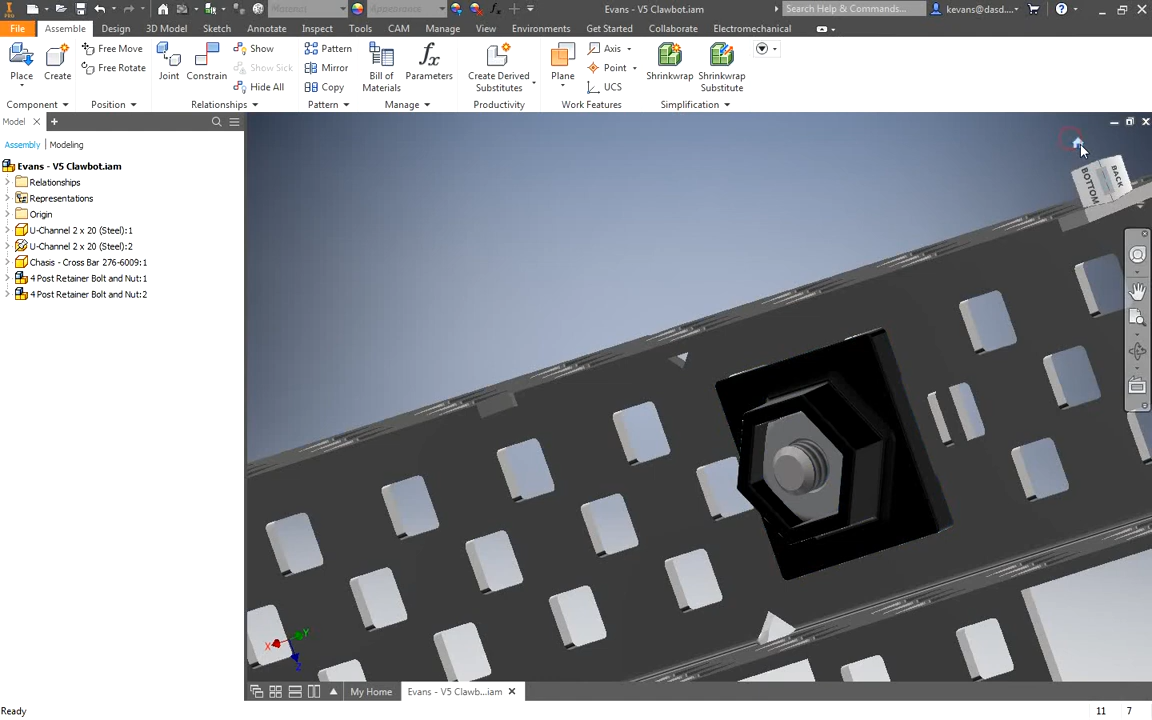 PRO
Material
Appearance
fx
Evans - V5 Clawbot.iam
Search Help & Commands...
kevans@dasd....
File
Assemble
Design
3D Model
Sketch
Annotate
Inspect
Tools
CAM
Manage
View
Environments
Get Started
Collaborate
Electromechanical
Place
Create
Free Move
Free Rotate
Joint
Constrain
Show
Show Sick
Hide All
Pattern
Mirror
Copy
Bill of
Materials
fx
Parameters
Create Derived
Substitutes
Plane
Axis
Point
UCS
Shrinkwrap
Shrinkwrap
Substitute
Component
Position
Relationships
Pattern
Manage
Productivity
Work Features
Simplification
Model
Assembly
Modeling
Evans - V5 Clawbot.iam
Relationships
Representations
Origin
U-Channel 2 x 20 (Steel):1
U-Channel 2 x 20 (Steel):2
Chasis - Cross Bar 276-6009:1
4 Post Retainer Bolt and Nut:1
4 Post Retainer Bolt and Nut:2
BOTTOM
BACK
X
Y
Z
My Home
Evans - V5 Clawb...iam
Ready
11
7